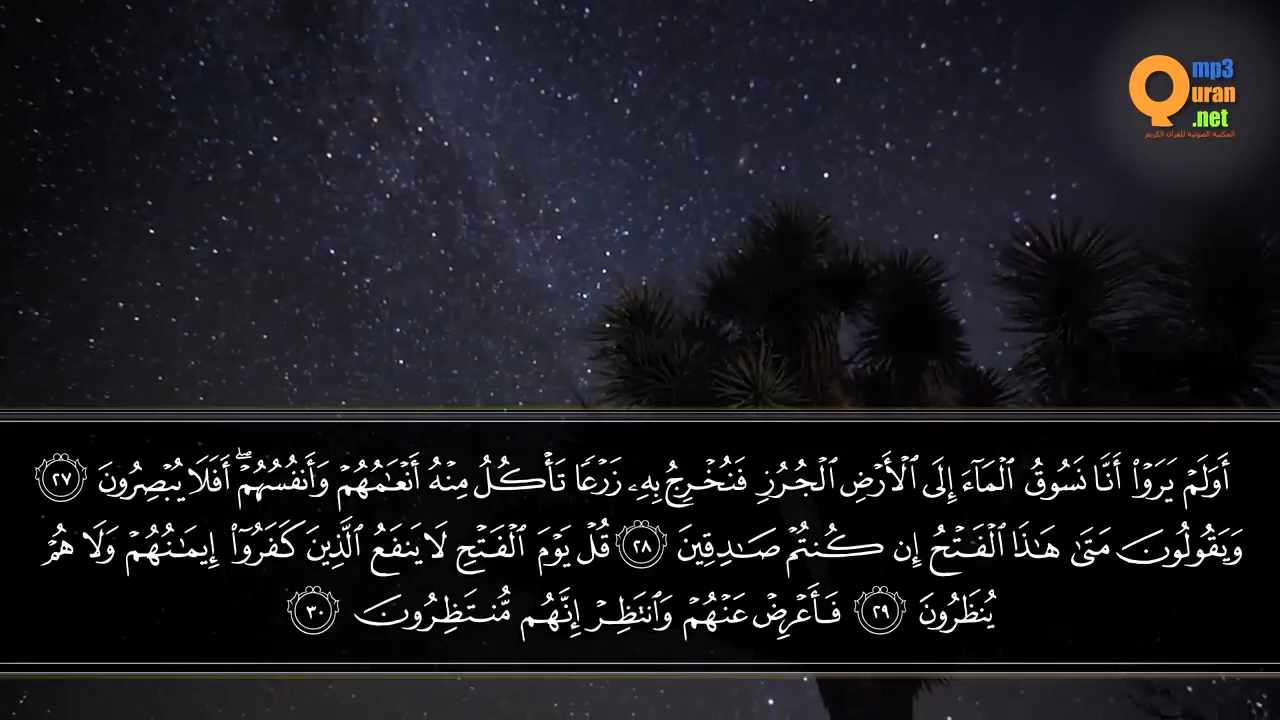 mp3
Quran
.net
المكتبة الصوتية للقرآن الكريم
أَوَلَمْ يَرَوْا۟ أَنَّا نَسُوقُ ٱلْمَآءَ إِلَى ٱلْأَرْضِ ٱلْجُرُزِ فَنُخْرِجُ بِهِۦ زَرْعًا تَأْكُلُ مِنْهُ أَنْعَٰمُهُمْ وَأَنفُسُهُمْ ۖ أَفَلَا يُبْصِرُونَ ٢٧
وَيَقُولُونَ مَتَىٰ هَٰذَا ٱلْفَتْحُ إِن كُنتُمْ صَٰدِقِينَ ٢٨ قُلْ يَوْمَ ٱلْفَتْحِ لَا يَنفَعُ ٱلَّذِينَ كَفَرُوٓا۟ إِيمَٰنُهُمْ وَلَا هُمْ
يُنظَرُونَ ٢٩ فَأَعْرِضْ عَنْهُمْ وَٱنتَظِرْ إِنَّهُم مُّنتَظِرُونَ ٣٠